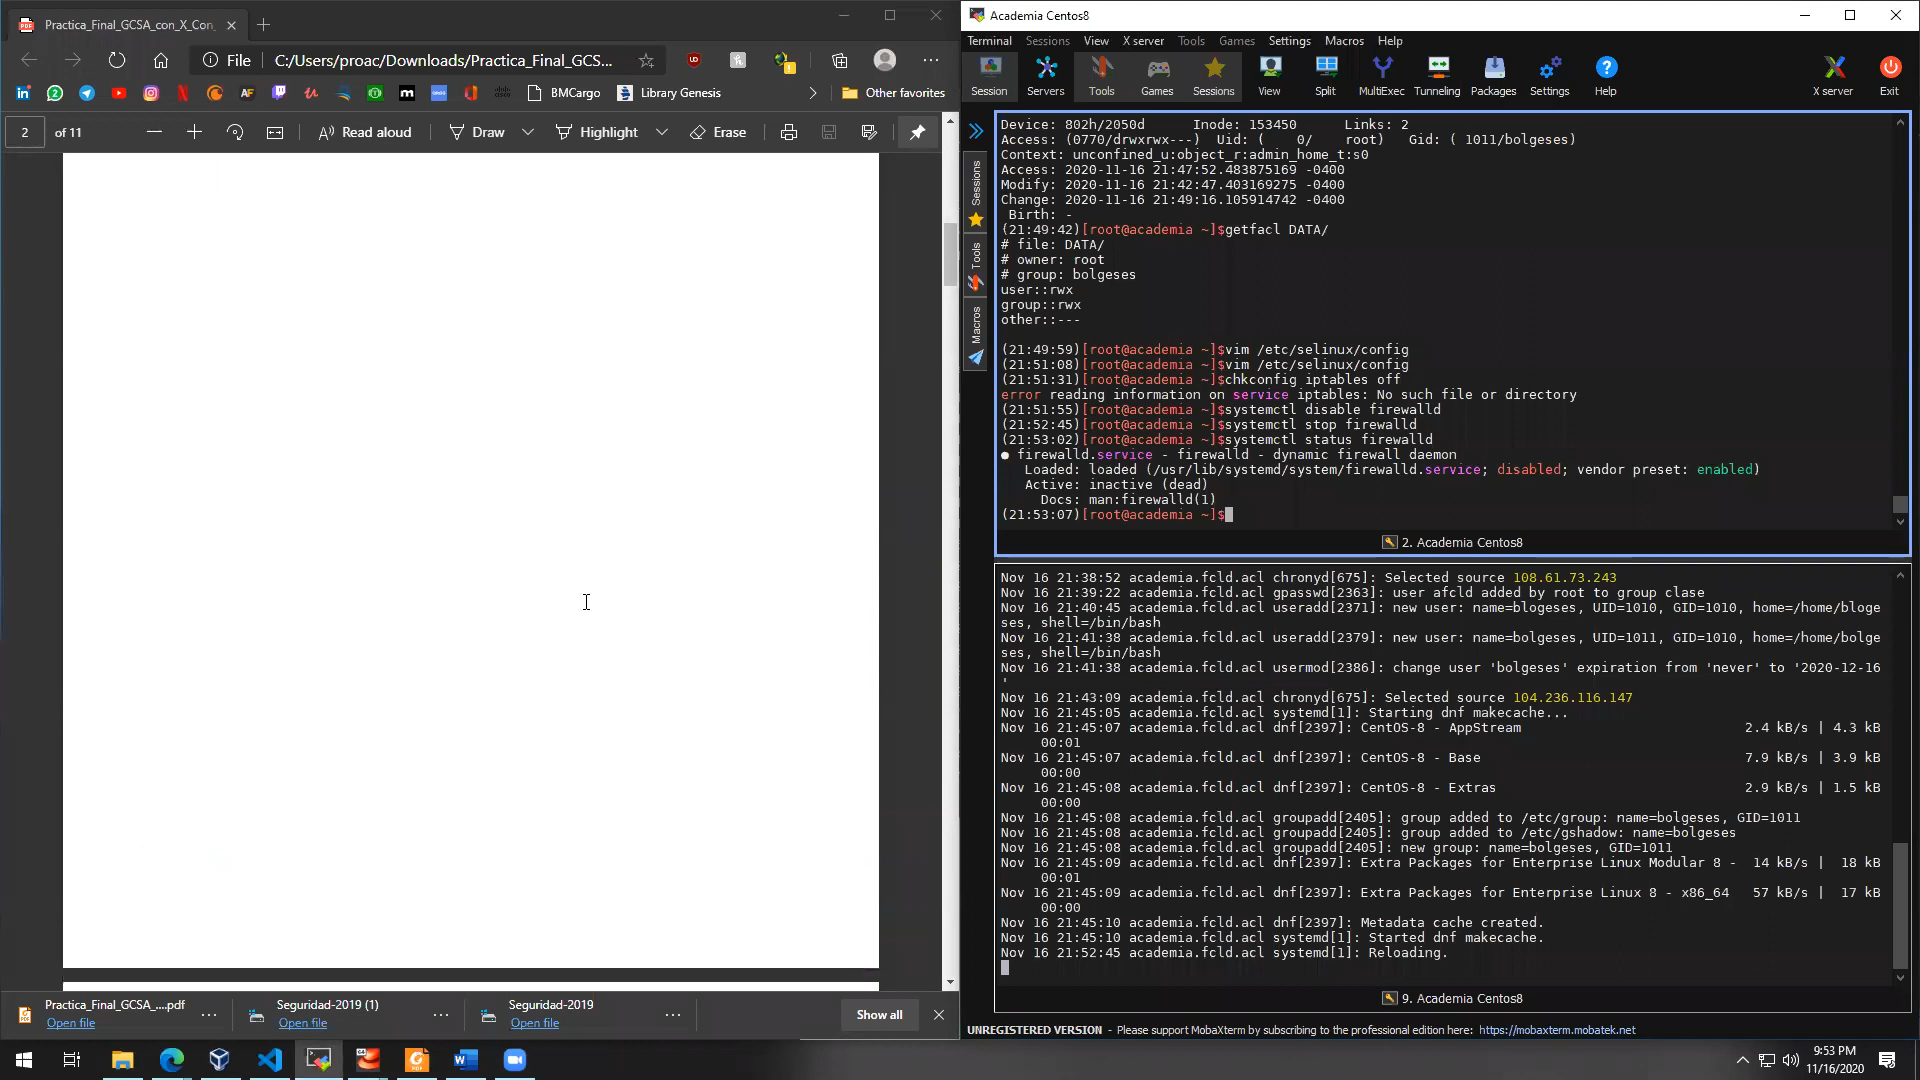 Practica_Final_GCSA_con_X_Con_
File
C:/Users/proac/Downloads/Practica_Final_GCS...
BMCargo
Library Genesis
Other favorites
2 of 11
Read aloud
Draw
Highlight
Erase
Practica_Final_GCSA_....pdf
Open file
Seguridad-2019 (1)
Open file
Seguridad-2019
Open file
Show all
Academia Centos8
Terminal Sessions View X server Tools Games Settings Macros Help
Session Servers Tools Games Sessions View Split MultiExec Tunneling Packages Settings Help X server Exit
Sessions
Tools
Macros
Device: 802h/2050d Inode: 153450 Links: 2
Access: (0770/drwxrwx---) Uid: ( 0/ root) Gid: ( 1011/bolgeses)
Context: unconfined_u:object_r:admin_home_t:s0
Access: 2020-11-16 21:47:52.483875169 -0400
Modify: 2020-11-16 21:42:47.403169275 -0400
Change: 2020-11-16 21:49:16.105914742 -0400
Birth: -
(21:49:42)[root@academia ~]$getfacl DATA/
# file: DATA/
# owner: root
# group: bolgeses
user::rwx
group::rwx
other::---
(21:49:59)[root@academia ~]$vim /etc/selinux/config
(21:51:08)[root@academia ~]$vim /etc/selinux/config
(21:51:31)[root@academia ~]$chkconfig iptables off
error reading information on service iptables: No such file or directory
(21:51:55)[root@academia ~]$systemctl disable firewalld
(21:52:45)[root@academia ~]$systemctl stop firewalld
(21:53:02)[root@academia ~]$systemctl status firewalld
● firewalld.service - firewalld - dynamic firewall daemon
Loaded: loaded (/usr/lib/systemd/system/firewalld.service; disabled; vendor preset: enabled)
Active: inactive (dead)
Docs: man:firewalld(1)
(21:53:07)[root@academia ~]$
2. Academia Centos8
Nov 16 21:38:52 academia.fcld.acl chronyd[675]: Selected source 108.61.73.243
Nov 16 21:39:22 academia.fcld.acl gpasswd[2363]: user afcld added by root to group clase
Nov 16 21:40:45 academia.fcld.acl useradd[2371]: new user: name=blogeses, UID=1010, GID=1010, home=/home/bloge
ses, shell=/bin/bash
Nov 16 21:41:38 academia.fcld.acl useradd[2379]: new user: name=bolgeses, UID=1011, GID=1010, home=/home/bolge
ses, shell=/bin/bash
Nov 16 21:41:38 academia.fcld.acl usermod[2386]: change user 'bolgeses' expiration from 'never' to '2020-12-16
'
Nov 16 21:43:09 academia.fcld.acl chronyd[675]: Selected source 104.236.116.147
Nov 16 21:45:05 academia.fcld.acl systemd[1]: Starting dnf makecache...
Nov 16 21:45:07 academia.fcld.acl dnf[2397]: CentOS-8 - AppStream 2.4 kB/s | 4.3 kB
00:01
Nov 16 21:45:07 academia.fcld.acl dnf[2397]: CentOS-8 - Base 7.9 kB/s | 3.9 kB
00:00
Nov 16 21:45:08 academia.fcld.acl dnf[2397]: CentOS-8 - Extras 2.9 kB/s | 1.5 kB
00:00
Nov 16 21:45:08 academia.fcld.acl groupadd[2405]: group added to /etc/group: name=bolgeses, GID=1011
Nov 16 21:45:08 academia.fcld.acl groupadd[2405]: group added to /etc/gshadow: name=bolgeses
Nov 16 21:45:08 academia.fcld.acl groupadd[2405]: new group: name=bolgeses, GID=1011
Nov 16 21:45:09 academia.fcld.acl dnf[2397]: Extra Packages for Enterprise Linux Modular 8 - 14 kB/s | 18 kB
00:01
Nov 16 21:45:09 academia.fcld.acl dnf[2397]: Extra Packages for Enterprise Linux 8 - x86_64 57 kB/s | 17 kB
00:00
Nov 16 21:45:10 academia.fcld.acl dnf[2397]: Metadata cache created.
Nov 16 21:45:10 academia.fcld.acl systemd[1]: Started dnf makecache.
Nov 16 21:52:45 academia.fcld.acl systemd[1]: Reloading.
9. Academia Centos8
UNREGISTERED VERSION - Please support MobaXterm by subscribing to the professional edition here: https://mobaxterm.mobatek.net
9:53 PM
11/16/2020